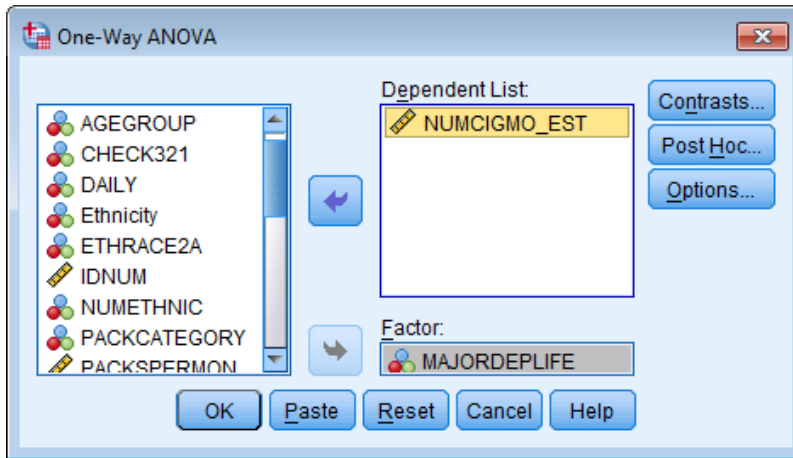 One-Way ANOVA
AGEGROUP
CHECK321
DAILY
Ethnicity
ETHRACE2A
IDNUM
NUMETHNIC
PACKCATEGORY
PACKSPERMON
Dependent List:
NUMCIGMO_EST
Factor:
MAJORDEPLIFE
Contrasts...
Post Hoc...
Options...
OK Paste Reset Cancel Help